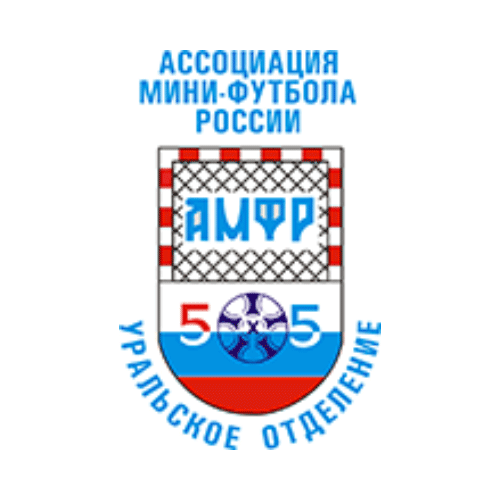 АССОЦИАЦИЯ
МИНИ-ФУТБОЛА
РОССИИ
АМФР
5 5
УРАЛЬСКОЕ ОТДЕЛЕНИЕ